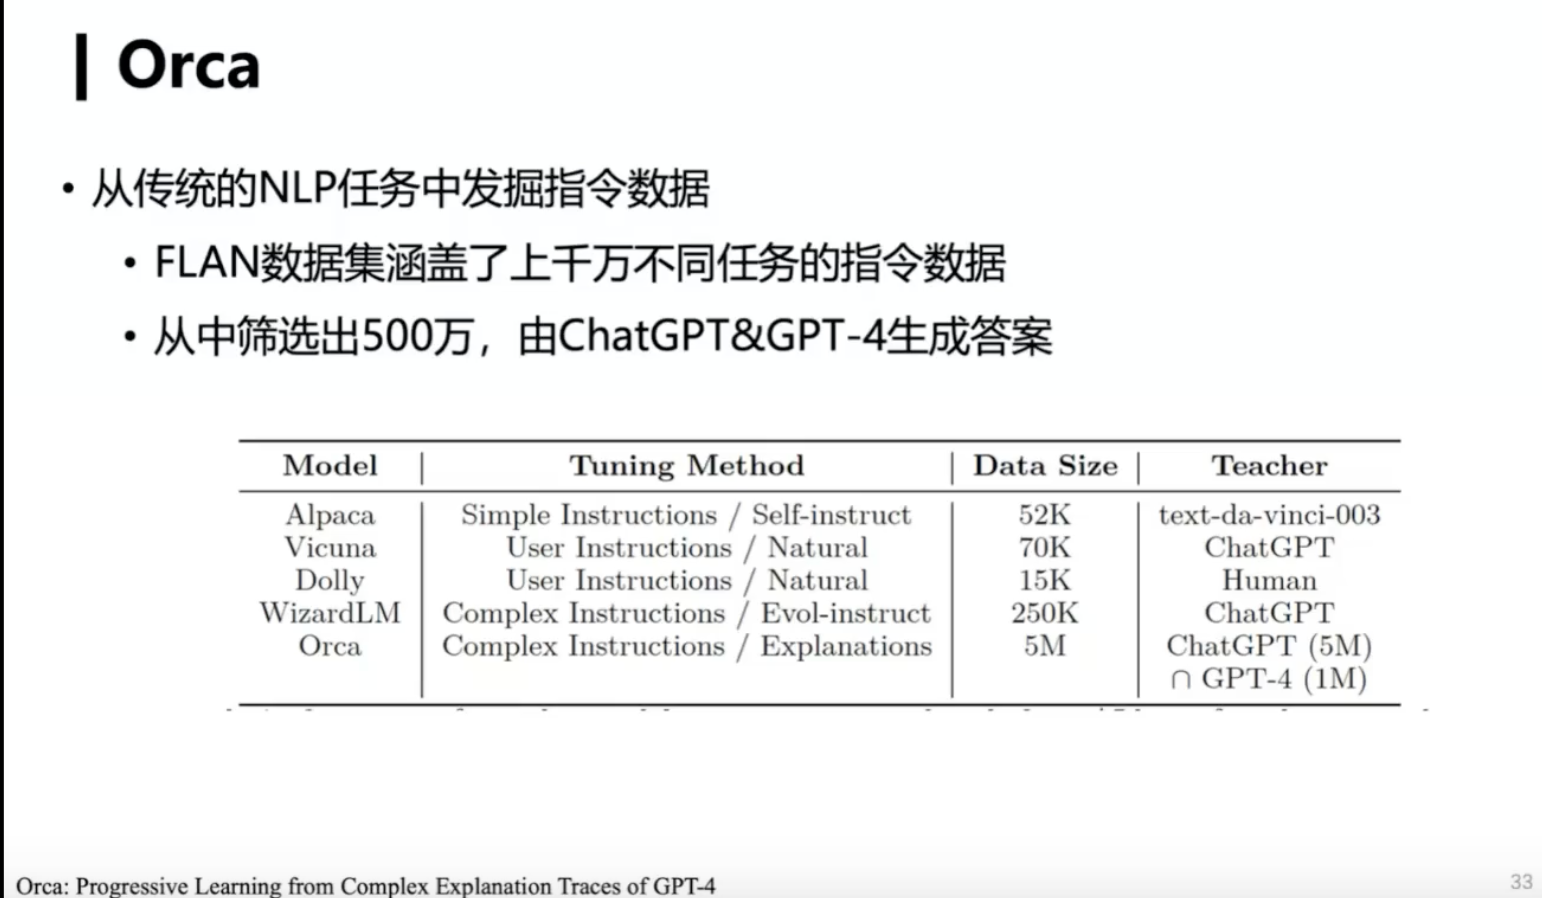 Orca
• 从传统的NLP任务中发掘指令数据
• FLAN数据集涵盖了上千万不同任务的指令数据
• 从中筛选出500万，由ChatGPT&GPT-4生成答案
Model | Tuning Method | Data Size | Teacher
Alpaca | Simple Instructions / Self-instruct | 52K | text-da-vinci-003
Vicuna | User Instructions / Natural | 70K | ChatGPT
Dolly | User Instructions / Natural | 15K | Human
WizardLM | Complex Instructions / Evol-instruct | 250K | ChatGPT
Orca | Complex Instructions / Explanations | 5M | ChatGPT (5M)
∩ GPT-4 (1M)
Orca: Progressive Learning from Complex Explanation Traces of GPT-4
33